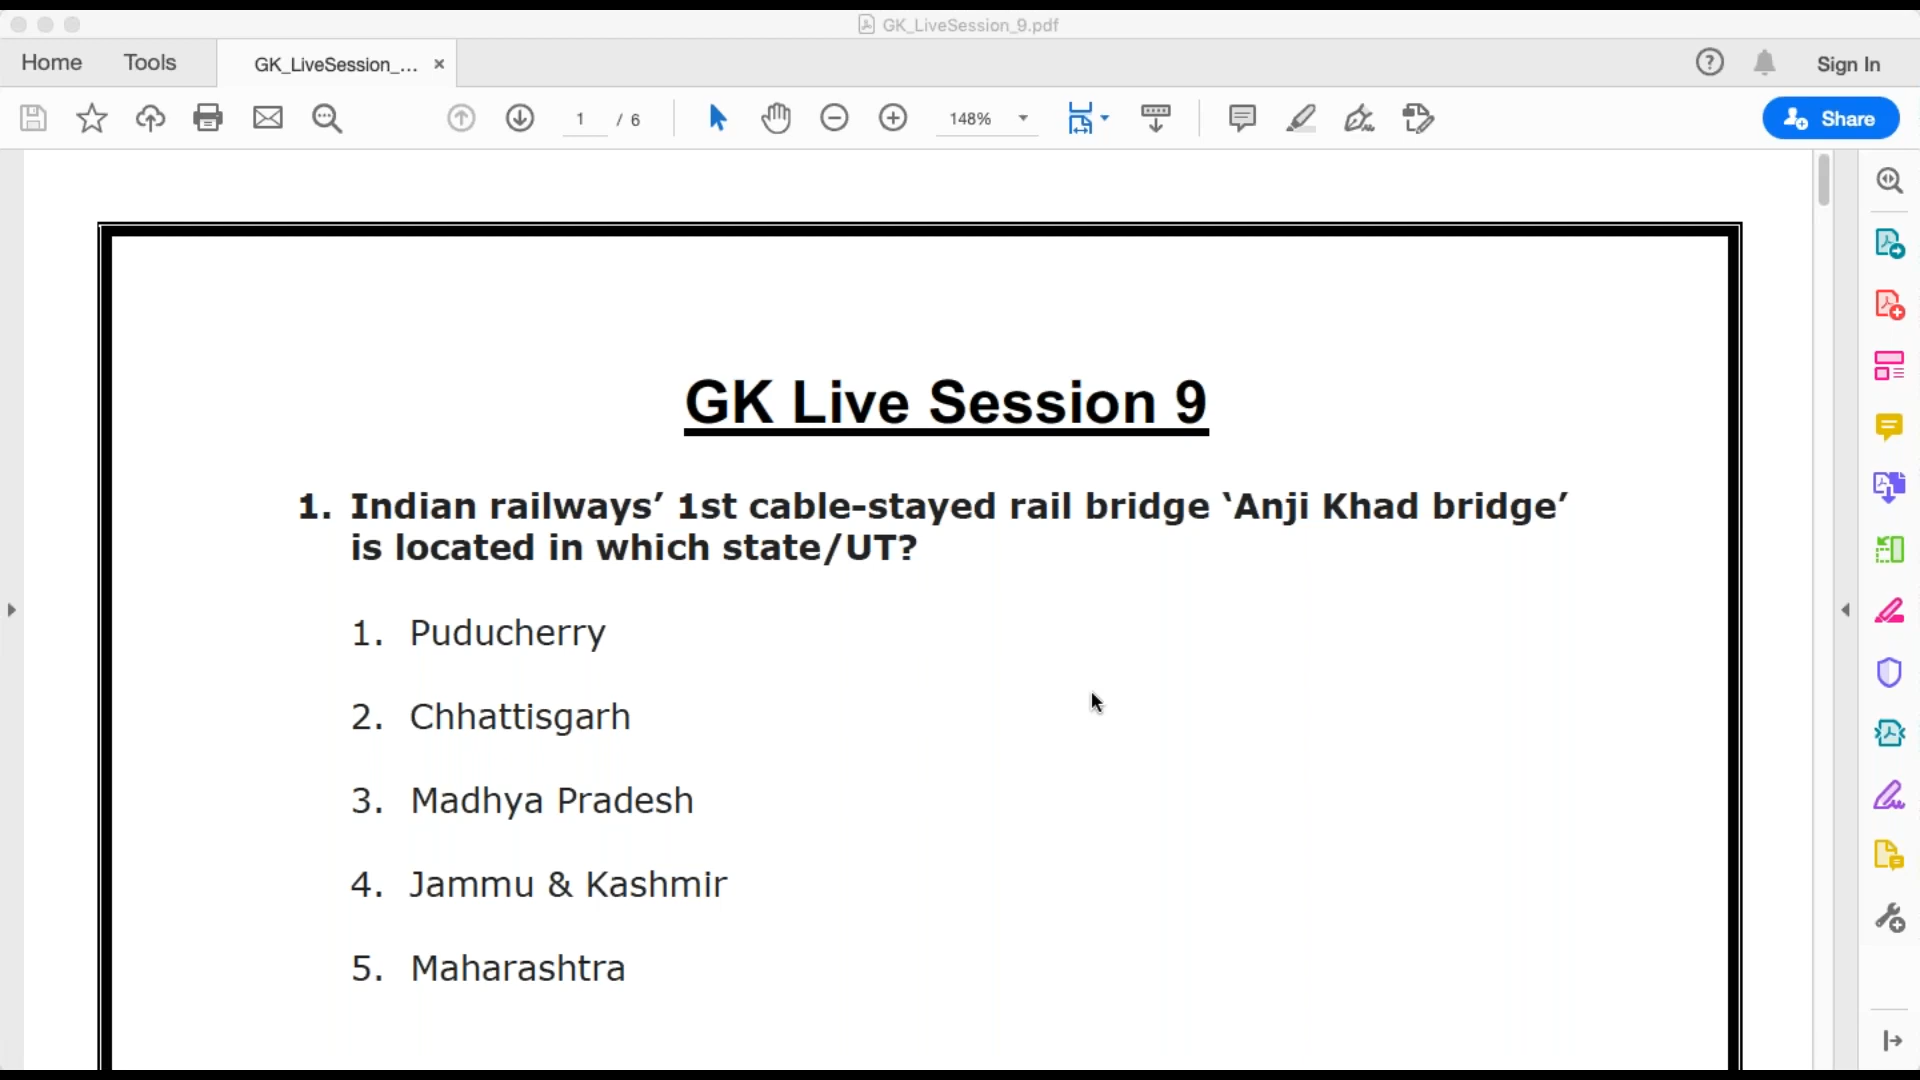 GK_LiveSession_9.pdf
Home Tools GK_LiveSession_... × Sign In
1 / 6 148% Share
GK Live Session 9
1. Indian railways’ 1st cable-stayed rail bridge ‘Anji Khad bridge’
is located in which state/UT?
1. Puducherry
2. Chhattisgarh
3. Madhya Pradesh
4. Jammu & Kashmir
5. Maharashtra